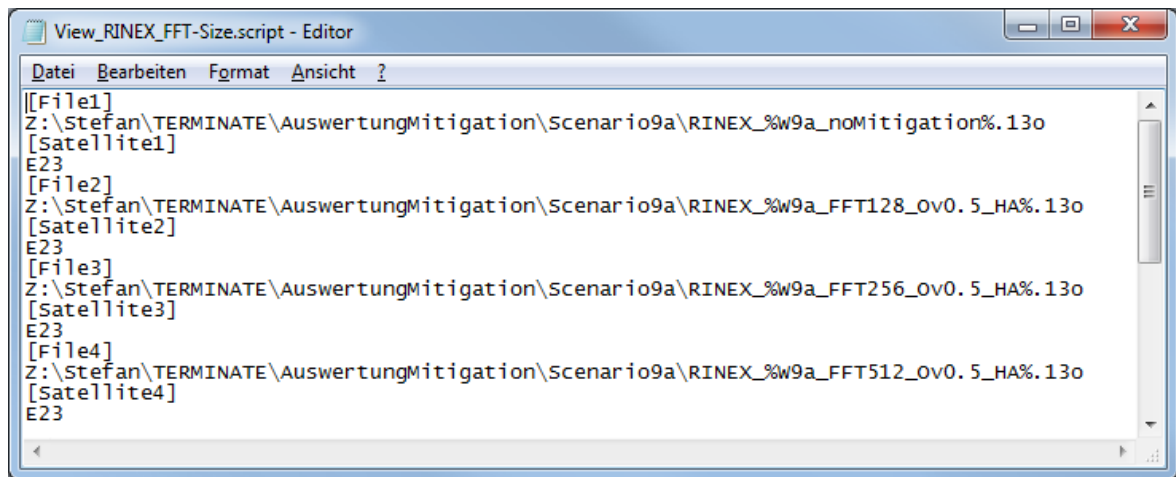 View_RINEX_FFT-Size.script - Editor
Datei Bearbeiten Format Ansicht ?
[File1]
Z:\Stefan\TERMINATE\AuswertungMitigation\Scenario9a\RINEX_%W9a_noMitigation%.13o
[Satellite1]
E23
[File2]
Z:\Stefan\TERMINATE\AuswertungMitigation\Scenario9a\RINEX_%W9a_FFT128_Ov0.5_HA%.13o
[Satellite2]
E23
[File3]
Z:\Stefan\TERMINATE\AuswertungMitigation\Scenario9a\RINEX_%W9a_FFT256_Ov0.5_HA%.13o
[Satellite3]
E23
[File4]
Z:\Stefan\TERMINATE\AuswertungMitigation\Scenario9a\RINEX_%W9a_FFT512_Ov0.5_HA%.13o
[Satellite4]
E23